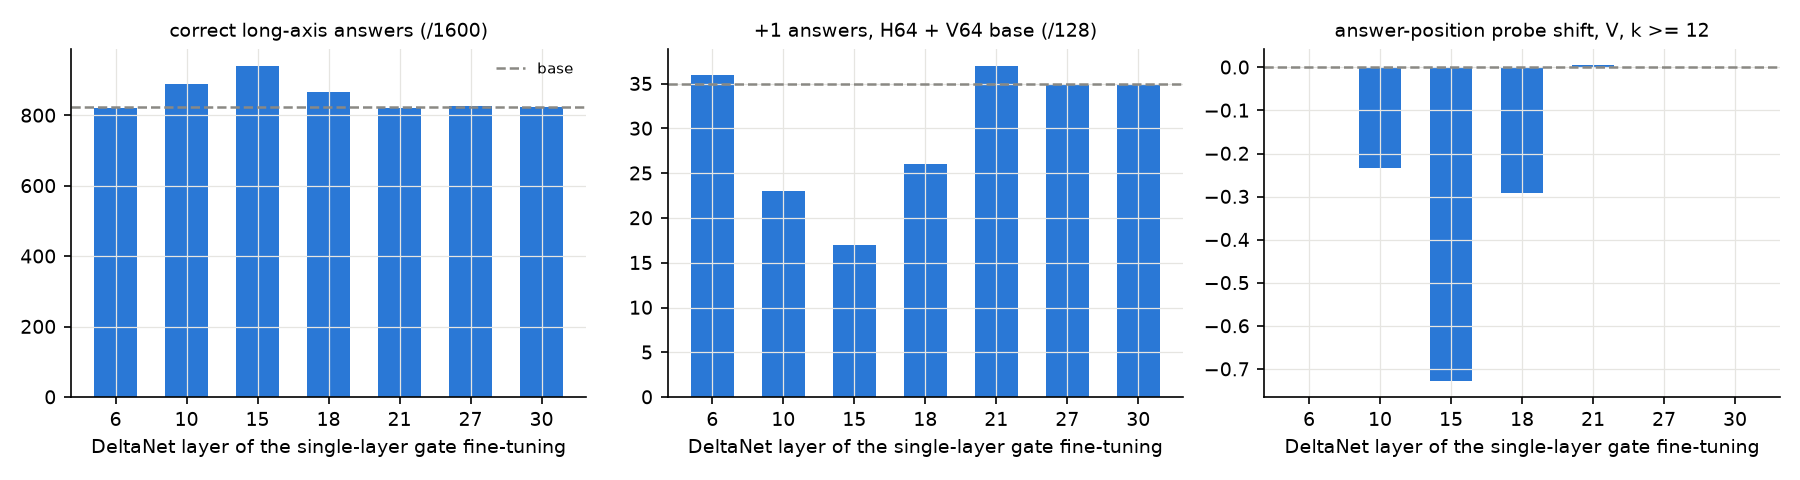 correct long-axis answers (/1600)
base
800
600
400
200
0
6 10 15 18 21 27 30
DeltaNet layer of the single-layer gate fine-tuning
+1 answers, H64 + V64 base (/128)
35
30
25
20
15
10
5
0
6 10 15 18 21 27 30
DeltaNet layer of the single-layer gate fine-tuning
answer-position probe shift, V, k >= 12
0.0
−0.1
−0.2
−0.3
−0.4
−0.5
−0.6
−0.7
6 10 15 18 21 27 30
DeltaNet layer of the single-layer gate fine-tuning